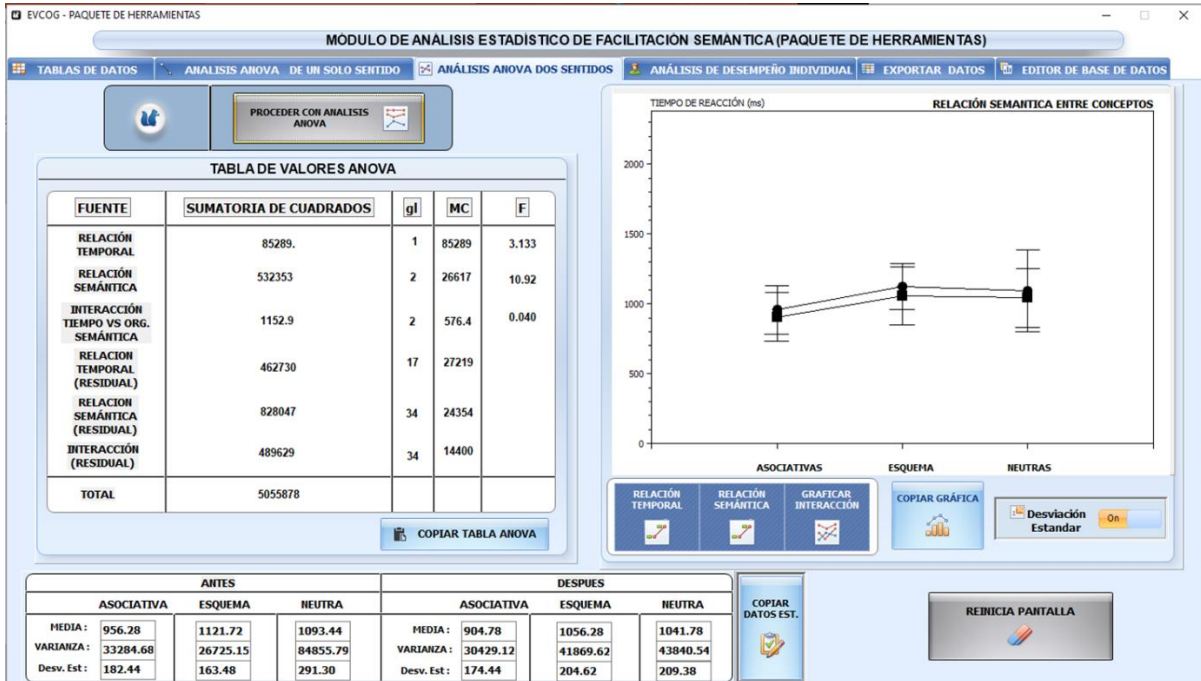 EVCOG - PAQUETE DE HERRAMIENTAS
MÓDULO DE ANÁLISIS ESTADÍSTICO DE FACILITACIÓN SEMÁNTICA (PAQUETE DE HERRAMIENTAS)
TABLAS DE DATOS ANALISIS ANOVA DE UN SOLO SENTIDO ANÁLISIS ANOVA DOS SENTIDOS ANÁLISIS DE DESEMPEÑO INDIVIDUAL EXPORTAR DATOS EDITOR DE BASE DE DATOS
PROCEDER CON ANALISIS
ANOVA
TABLA DE VALORES ANOVA
FUENTE SUMATORIA DE CUADRADOS gl MC F
RELACIÓN
TEMPORAL
85289. 1 85289 3.133
RELACIÓN
SEMÁNTICA
532353 2 26617 10.92
INTERACCIÓN
TIEMPO VS ORG.
SEMÁNTICA
1152.9 2 576.4 0.040
RELACION
TEMPORAL
(RESIDUAL)
462730 17 27219
RELACION
SEMÁNTICA
(RESIDUAL)
828047 34 24354
INTERACCIÓN
(RESIDUAL)
489629 34 14400
TOTAL 5055878
COPIAR TABLA ANOVA
TIEMPO DE REACCIÓN (ms) RELACIÓN SEMANTICA ENTRE CONCEPTOS
2000
1500
1000
500
0
ASOCIATIVAS ESQUEMA NEUTRAS
RELACIÓN
TEMPORAL
RELACIÓN
SEMÁNTICA
GRAFICAR
INTERACCIÓN
COPIAR GRÁFICA
Desviación
Estandar
On
ANTES DESPUES
ASOCIATIVA ESQUEMA NEUTRA ASOCIATIVA ESQUEMA NEUTRA
MEDIA: 956.28 1121.72 1093.44 MEDIA: 904.78 1056.28 1041.78
VARIANZA: 33284.68 26725.15 84855.79 VARIANZA: 30429.12 41869.62 43840.54
Desv. Est: 182.44 163.48 291.30 Desv. Est: 174.44 204.62 209.38
COPIAR
DATOS EST.
REINICIA PANTALLA